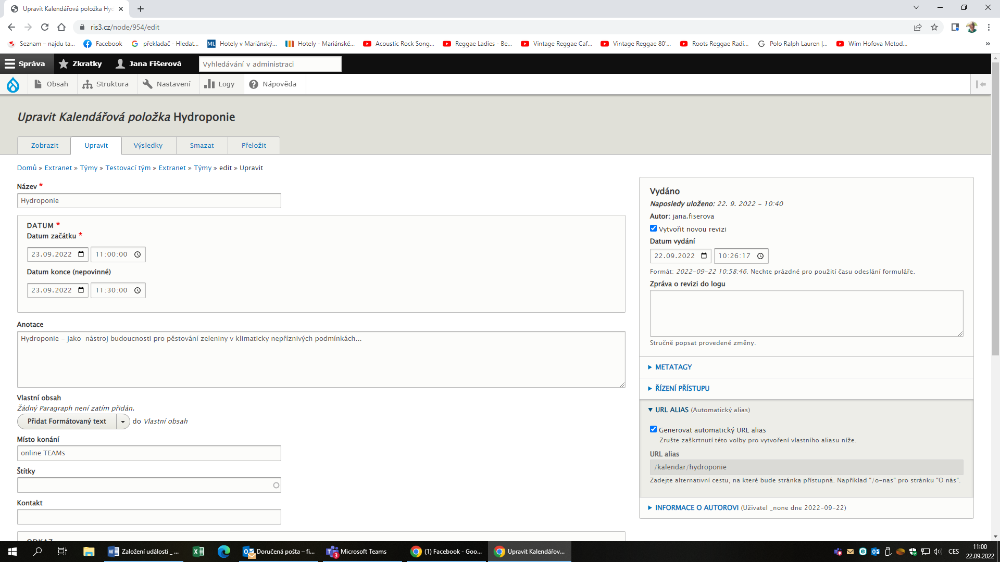 Upravit Kalendářová položka Hyd
ris3.cz/node/954/edit
Seznam – najdu ta...
Facebook
překladač - Hledat...
ML
Hotely v Mariánský...
Hotely - Mariánské...
Acoustic Rock Song...
Reggae Ladies - Be...
Vintage Reggae Caf...
Vintage Reggae 80'...
Roots Reggae Radi...
Polo Ralph Lauren |...
Wim Hofova Metod...
»
Správa
Zkratky
Jana Fišerová
Vyhledávání v administraci
Obsah
Struktura
Nastavení
Logy
Nápověda
Upravit Kalendářová položka Hydroponie
Zobrazit
Upravit
Výsledky
Smazat
Přeložit
Domů » Extranet » Týmy » Testovací tým » Extranet » Týmy » edit » Upravit
Název *
Hydroponie
DATUM *
Datum začátku *
23.09.2022
11:00:00
Datum konce (nepovinné)
23.09.2022
11:30:00
Anotace
Hydroponie – jako  nástroj budoucnosti pro pěstování zeleniny v klimaticky nepříznivých podmínkách...
Vlastní obsah
Žádný Paragraph není zatím přidán.
Přidat Formátovaný text
do Vlastní obsah
Místo konání
online TEAMs
Štítky
Kontakt
ODKAZ
Vydáno
Naposledy uloženo: 22. 9. 2022 - 10:40
Autor: jana.fiserova
Vytvořit novou revizi
Datum vydání
22.09.2022
10:26:17
Formát: 2022-09-22 10:58:46. Nechte prázdné pro použití času odeslání formuláře.
Zpráva o revizi do logu
Stručně popsat provedené změny.
METATAGY
ŘÍZENÍ PŘÍSTUPU
URL ALIAS (Automatický alias)
Generovat automatický URL alias
Zrušte zaškrtnutí této volby pro vytvoření vlastního aliasu níže.
URL alias
/kalendar/hydroponie
Zadejte alternativní cestu, na které bude stránka přístupná. Například "/o-nas" pro stránku "O nás".
INFORMACE O AUTOROVI (Uživatel _none dne 2022-09-22)
Založení události _ ...
Doručená pošta – fi...
3
Microsoft Teams
(1) Facebook - Goo...
Upravit Kalendářov...
CES
11:00
22.09.2022